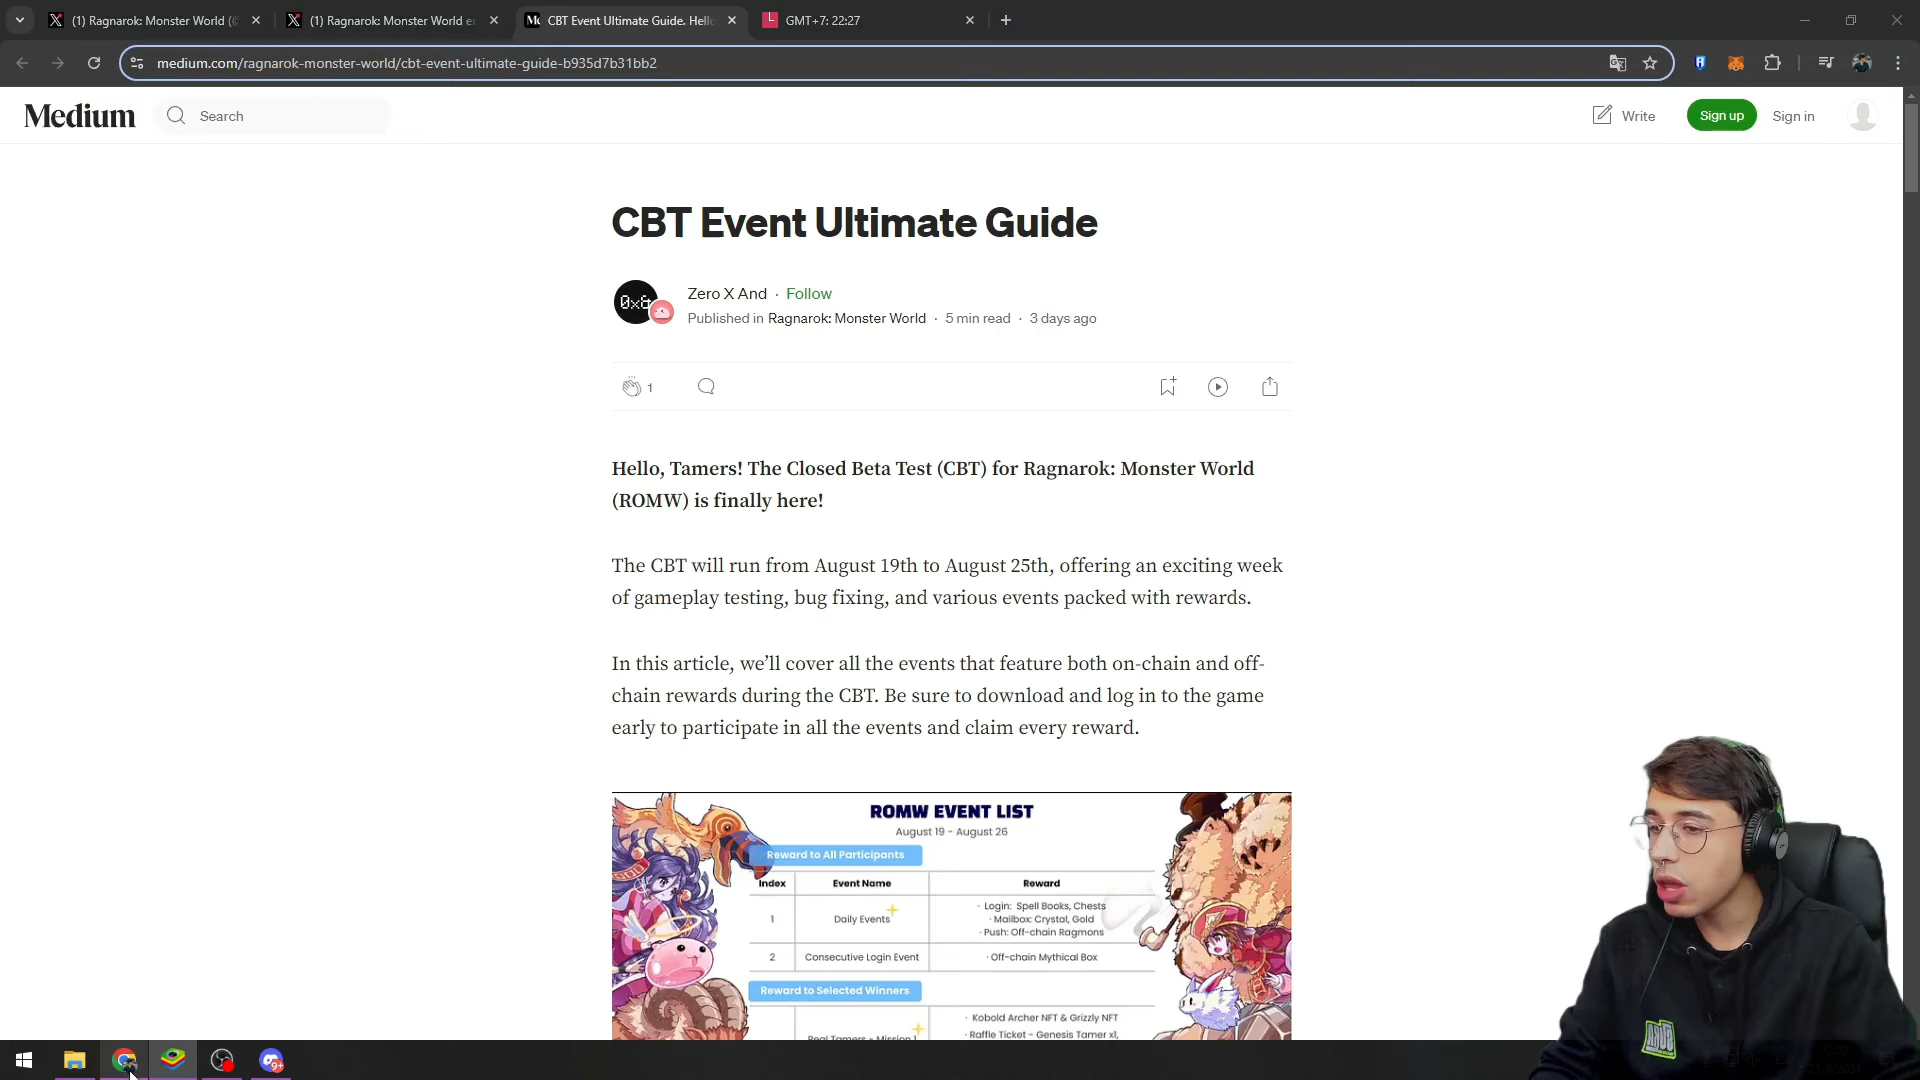 (1) Ragnarok: Monster World (@
(1) Ragnarok: Monster World er
CBT Event Ultimate Guide. Hello
GMT+7: 22:27
medium.com/ragnarok-monster-world/cbt-event-ultimate-guide-b935d7b31bb2
Medium
Search
Write
Sign up
Sign in
CBT Event Ultimate Guide
0x&
Zero X And · Follow
Published in Ragnarok: Monster World · 5 min read · 3 days ago
1
Hello, Tamers! The Closed Beta Test (CBT) for Ragnarok: Monster World
(ROMW) is finally here!
The CBT will run from August 19th to August 25th, offering an exciting week
of gameplay testing, bug fixing, and various events packed with rewards.
In this article, we’ll cover all the events that feature both on-chain and off-
chain rewards during the CBT. Be sure to download and log in to the game
early to participate in all the events and claim every reward.
ROMW EVENT LIST
August 19 - August 26
Reward to All Participants
Index Event Name Reward
1 Daily Events
· Login: Spell Books, Chests
· Mailbox: Crystal, Gold
· Push: Off-chain Ragmons
2 Consecutive Login Event · Off-chain Mythical Box
Reward to Selected Winners
· Kobold Archer NFT & Grizzly NFT
Real Tamers - Mission 1 · Raffle Ticket - Genesis Tamer x1,
9+